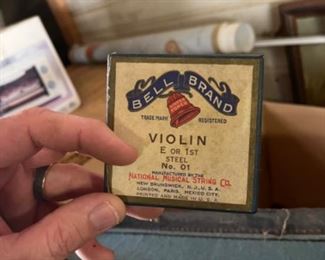 BELL BRAND
TRADE MARK REGISTERED
VIOLIN
E OR 1ST
STEEL
No. 01
MANUFACTURED BY THE
NATIONAL MUSICAL STRING CO.
NEW BRUNSWICK, N.J., U.S.A.
LONDON, PARIS, MEXICO CITY.
PRINTED AND MADE IN U.S.A.